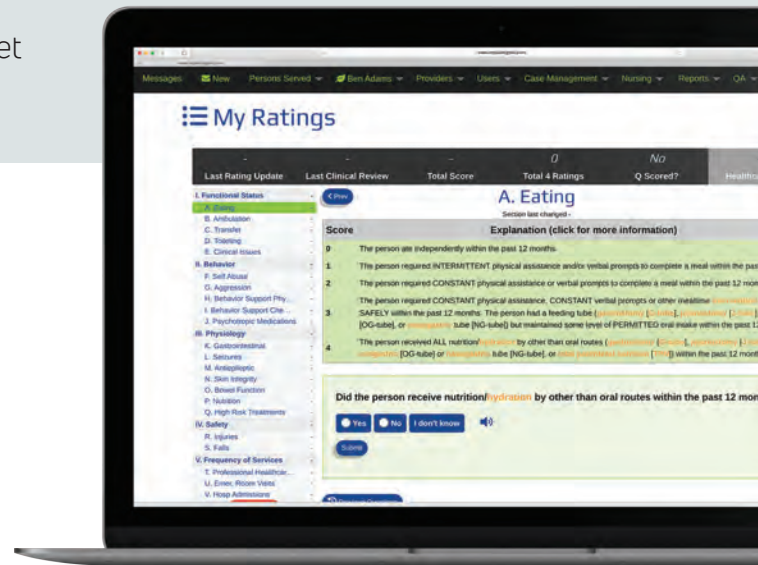 et
Messages New Persons Served Ben Adams Providers Users Case Management Nursing Reports QA
My Ratings
- - - 0 No
Last Rating Update Last Clinical Review Total Score Total 4 Ratings Q Scored? Healthc
I. Functional Status
A. Eating
B. Ambulation
C. Transfer
D. Toileting
E. Clinical Issues
II. Behavior
F. Self Abuse
G. Aggression
H. Behavior Support Phy...
I. Behavior Support Che...
J. Psychotropic Medications
III. Physiology
K. Gastrointestinal
L. Seizures
M. Antiepileptic
N. Skin Integrity
O. Bowel Function
P. Nutrition
Q. High Risk Treatments
IV. Safety
R. Injuries
S. Falls
V. Frequency of Services
T. Professional Healthcar...
U. Emer. Room Visits
V. Hosp Admissions
Prev
A. Eating
Section last changed -
Score Explanation (click for more information)
0 The person ate independently within the past 12 months.
1 The person required INTERMITTENT physical assistance and/or verbal prompts to complete a meal within the pas
2 The person required CONSTANT physical assistance or verbal prompts to complete a meal within the past 12 mon
The person required CONSTANT physical assistance, CONSTANT verbal prompts or other mealtime
3 SAFELY within the past 12 months. The person had a feeding tube
[OG-tube], or tube [NG-tube]) but maintained some level of PERMITTED oral intake within the past 12
4 The person received ALL nutrition/hydration by other than oral routes
[OG-tube] or tube [NG-tube], or within the past 12 month
Did the person receive nutrition/hydration by other than oral routes within the past 12 mon
Yes No I don't know
Submit